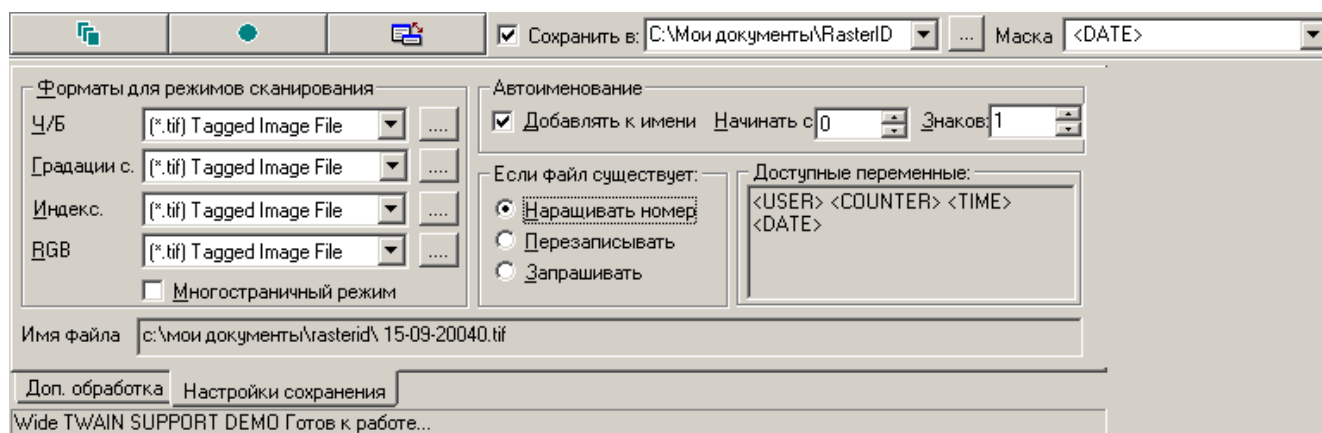 Сохранить в: C:\Мои документы\RasterID ... Маска <DATE>
Форматы для режимов сканирования
Ч/Б (*.tif) Tagged Image File ....
Градации с. (*.tif) Tagged Image File ....
Индекс. (*.tif) Tagged Image File ....
RGB (*.tif) Tagged Image File ....
Многостраничный режим
Автоименование
Добавлять к имени Начинать с 0 Знаков: 1
Если файл существует:
Наращивать номер
Перезаписывать
Запрашивать
Доступные переменные:
<USER> <COUNTER> <TIME>
<DATE>
Имя файла c:\мои документы\rasterid\ 15-09-20040.tif
Доп. обработка Настройки сохранения
Wide TWAIN SUPPORT DEMO Готов к работе...